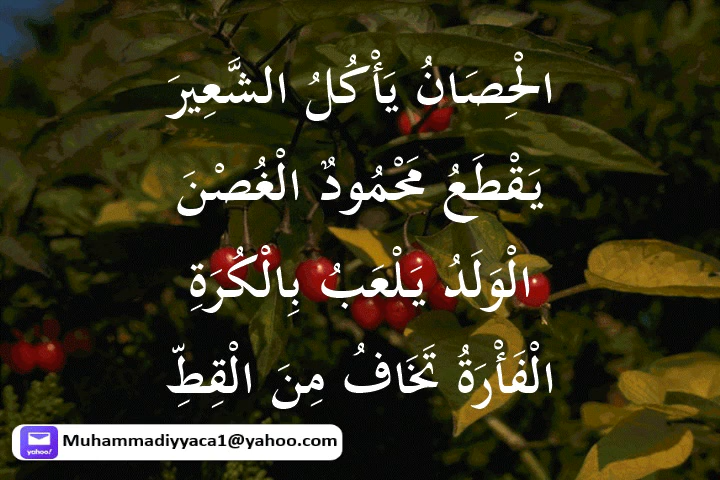 الْحِصَانُ يَأْكُلُ الشَّعِيرَ
يَقْطَعُ مَحْمُودٌ الْغُصْنَ
الْوَلَدُ يَلْعَبُ بِالْكُرَةِ
الْفَأْرَةُ تَخَافُ مِنَ الْقِطِّ
yahoo!
Muhammadiyyaca1@yahoo.com